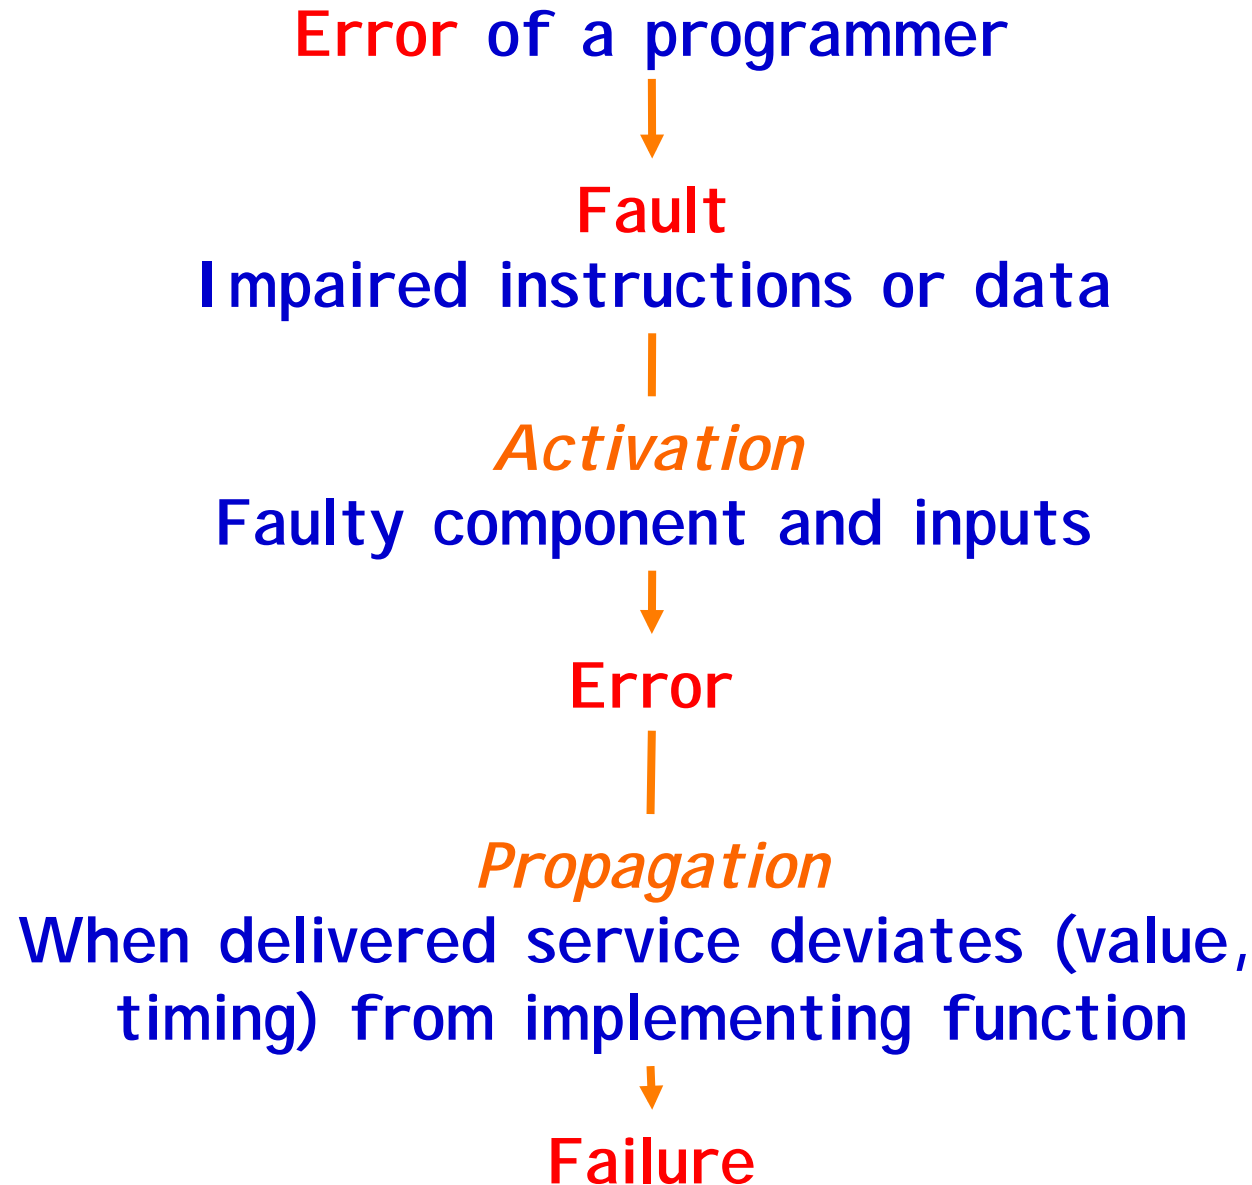 Error of a programmer
Fault
Impaired instructions or data
Activation
Faulty component and inputs
Error
Propagation
When delivered service deviates (value,
timing) from implementing function
Failure